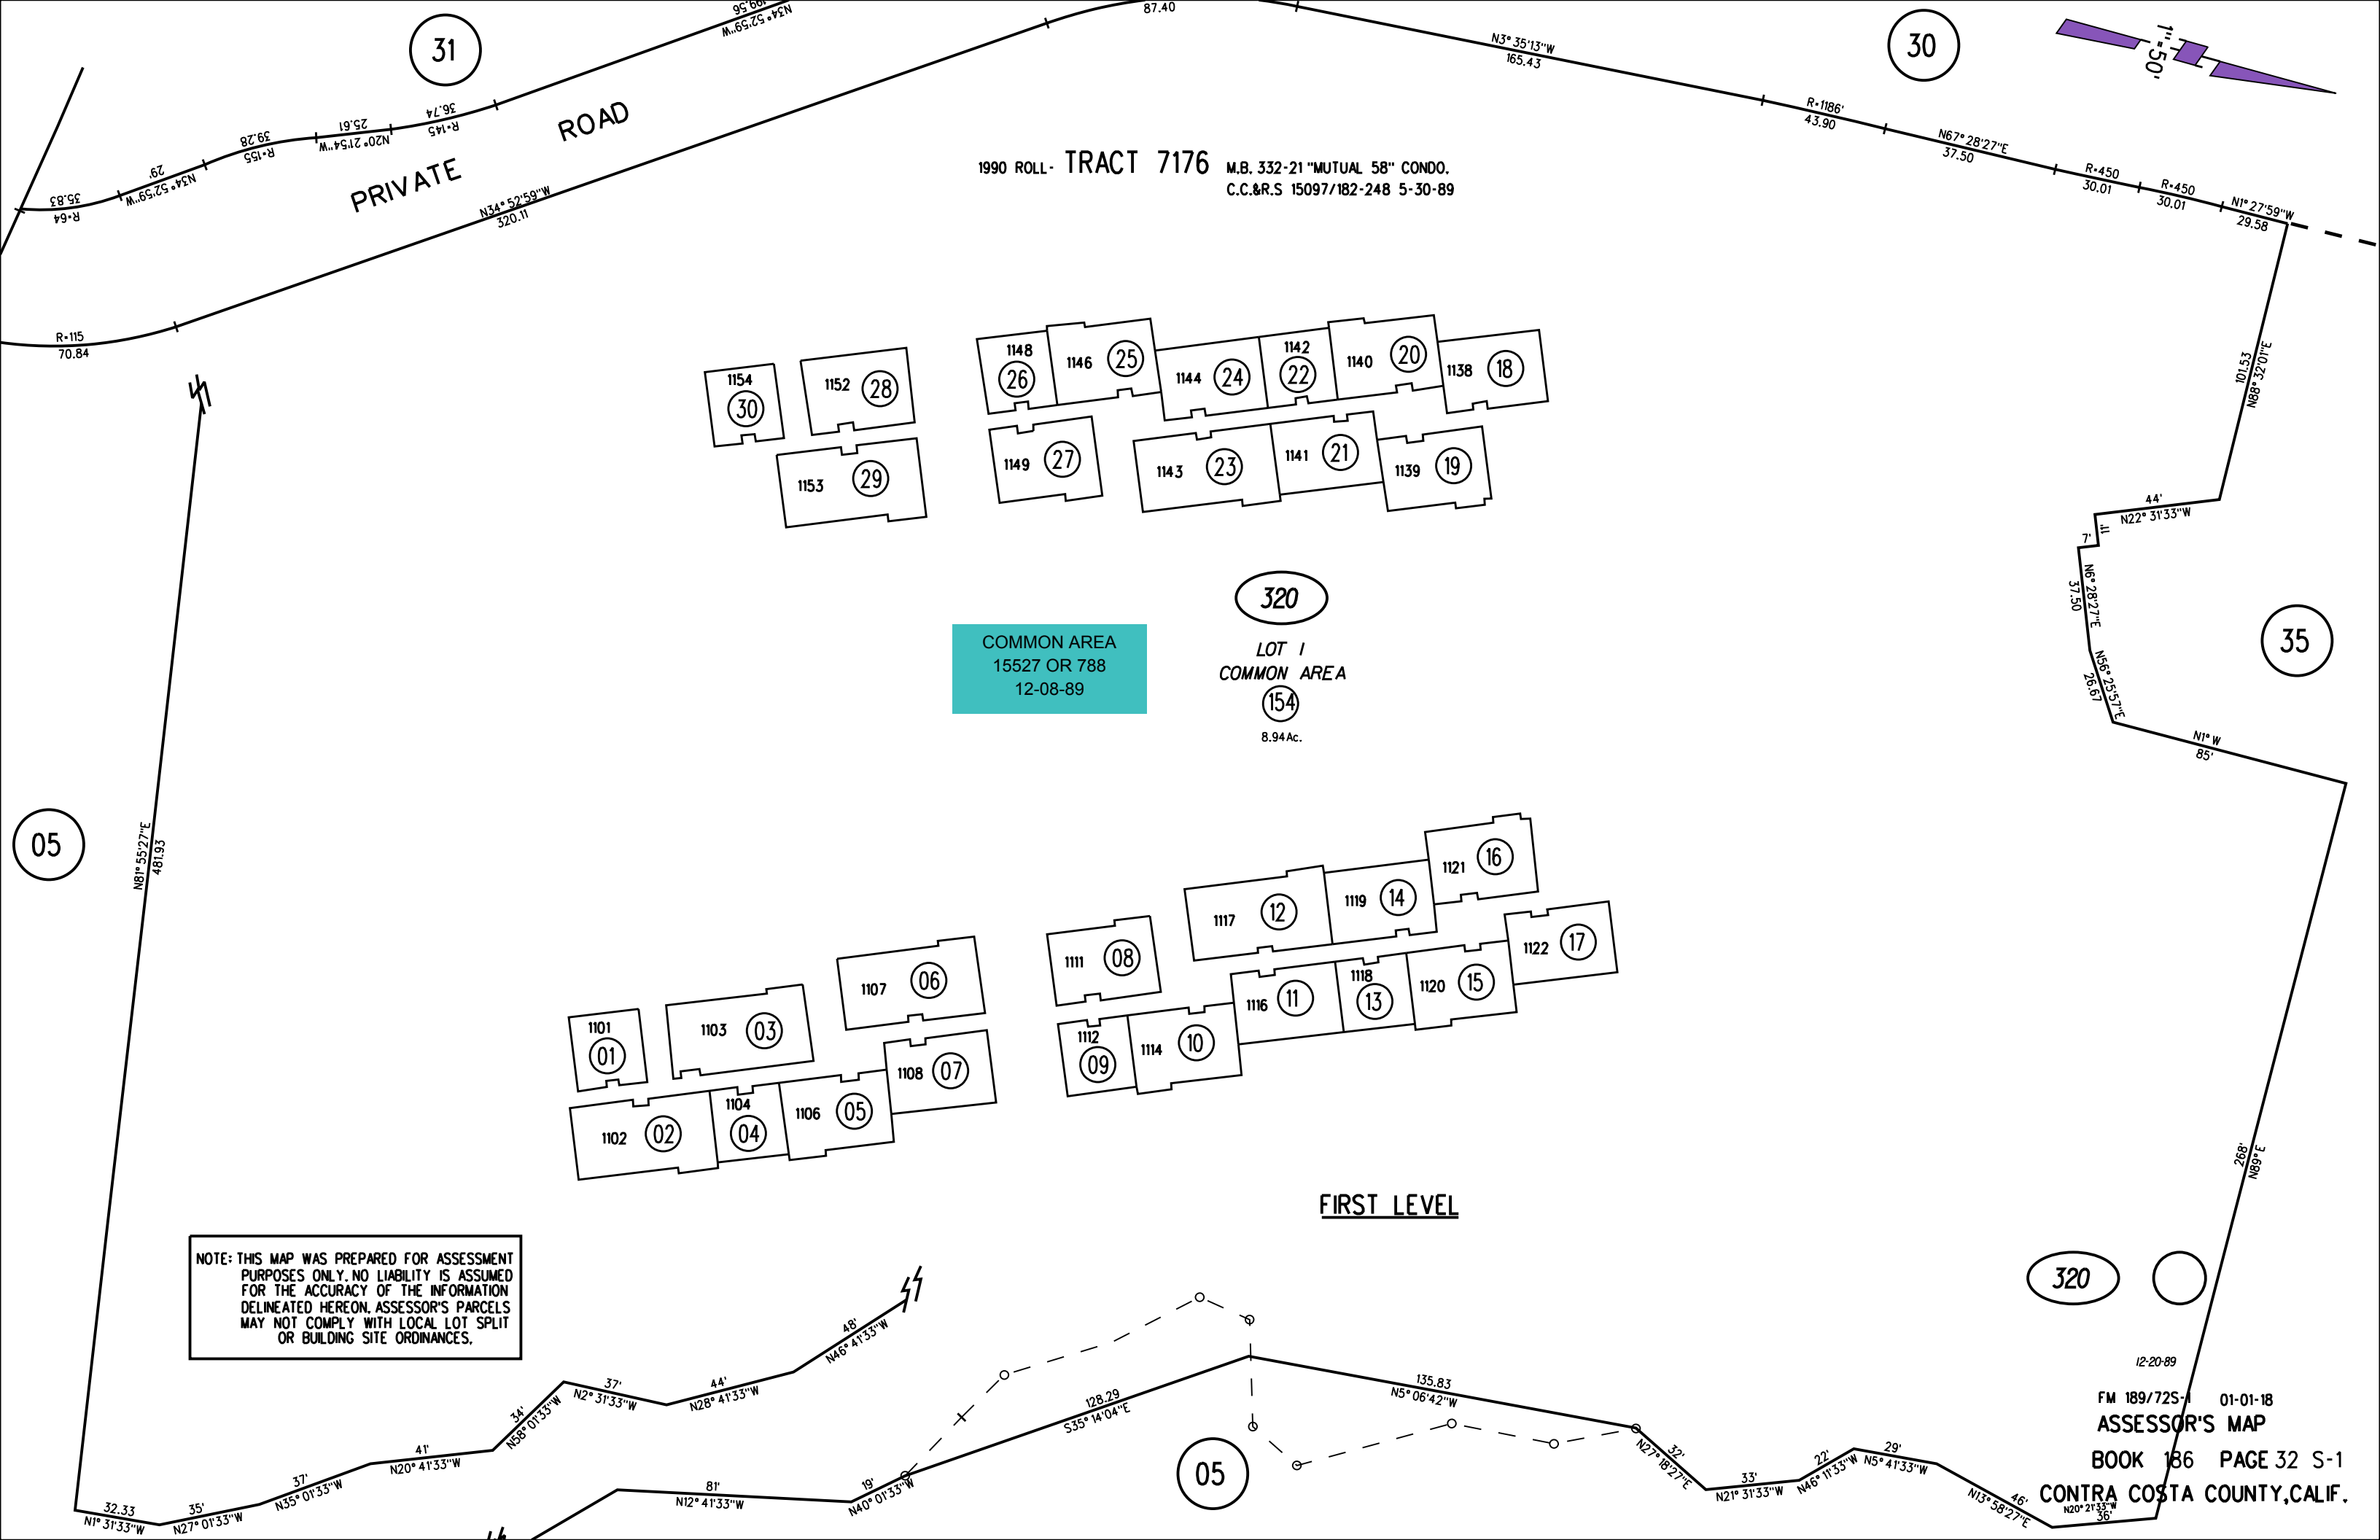 31
30
1"=50'
N34°52'59"W
87.40
N3°35'13"W
165.43
R=1186'
43.90
N67°28'27"E
37.50
R=450
30.01
R=450
30.01
N1°27'59"W
29.58
35.83
R=64
29'
N34°52'59"W
39.28
R=155
25.61
N20°21'54"W
36.74
R=145
PRIVATE ROAD
N34°52'59"W
320.11
R=115
70.84
1990 ROLL- TRACT 7176 M.B. 332-21 "MUTUAL 58" CONDO.
C.C.&R.S 15097/182-248 5-30-89
1154
30
1152
28
1153
29
1148
26
1146
25
1144
24
1142
22
1140
20
1138
18
1149
27
1143
23
1141
21
1139
19
101.53
N88°32'01"E
44'
N22°31'33"W
11'
7'
N6°28'27"E
37.50
N56°25'57"E
26.67
35
N1°W
85'
320
LOT 1
COMMON AREA
154
8.94Ac.
COMMON AREA
15527 OR 788
12-08-89
05
N81°55'27"E
481.93
1101
01
1103
03
1107
06
1102
02
1104
04
1106
05
1108
07
1111
08
1112
09
1114
10
1117
12
1119
14
1121
16
1116
11
1118
13
1120
15
1122
17
268'
N89°E
FIRST LEVEL
NOTE: THIS MAP WAS PREPARED FOR ASSESSMENT
PURPOSES ONLY. NO LIABILITY IS ASSUMED
FOR THE ACCURACY OF THE INFORMATION
DELINEATED HEREON. ASSESSOR'S PARCELS
MAY NOT COMPLY WITH LOCAL LOT SPLIT
OR BUILDING SITE ORDINANCES.
32.33
N1°31'33"W
35'
N27°01'33"W
37'
N35°01'33"W
41'
N20°41'33"W
34'
N58°01'33"W
37'
N2°31'33"W
44'
N28°41'33"W
48'
N46°41'33"W
81'
N12°41'33"W
19'
N40°01'33"W
128.29
S35°14'04"E
135.83
N5°06'42"W
05
32'
N27°18'27"E
33'
N21°31'33"W
22'
N46°11'33"W
29'
N5°41'33"W
46'
N13°58'27"E
N20°21'33"W
36'
320
12-20-89
FM 189/72S-1 01-01-18
ASSESSOR'S MAP
BOOK 186 PAGE 32 S-1
CONTRA COSTA COUNTY, CALIF.